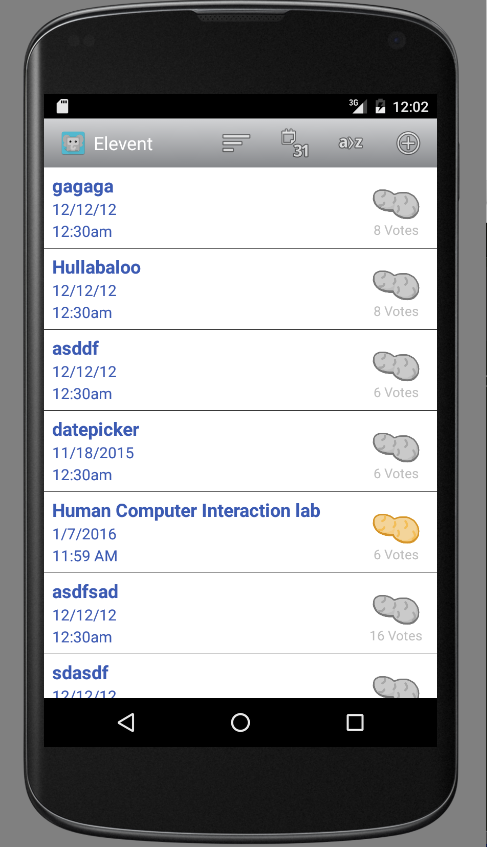 3G 12:02
Elevent 31 a>z
gagaga
12/12/12
12:30am
8 Votes
Hullabaloo
12/12/12
12:30am
8 Votes
asddf
12/12/12
12:30am
6 Votes
datepicker
11/18/2015
12:30am
6 Votes
Human Computer Interaction lab
1/7/2016
11:59 AM
6 Votes
asdfsad
12/12/12
12:30am
16 Votes
sdasdf
12/12/12